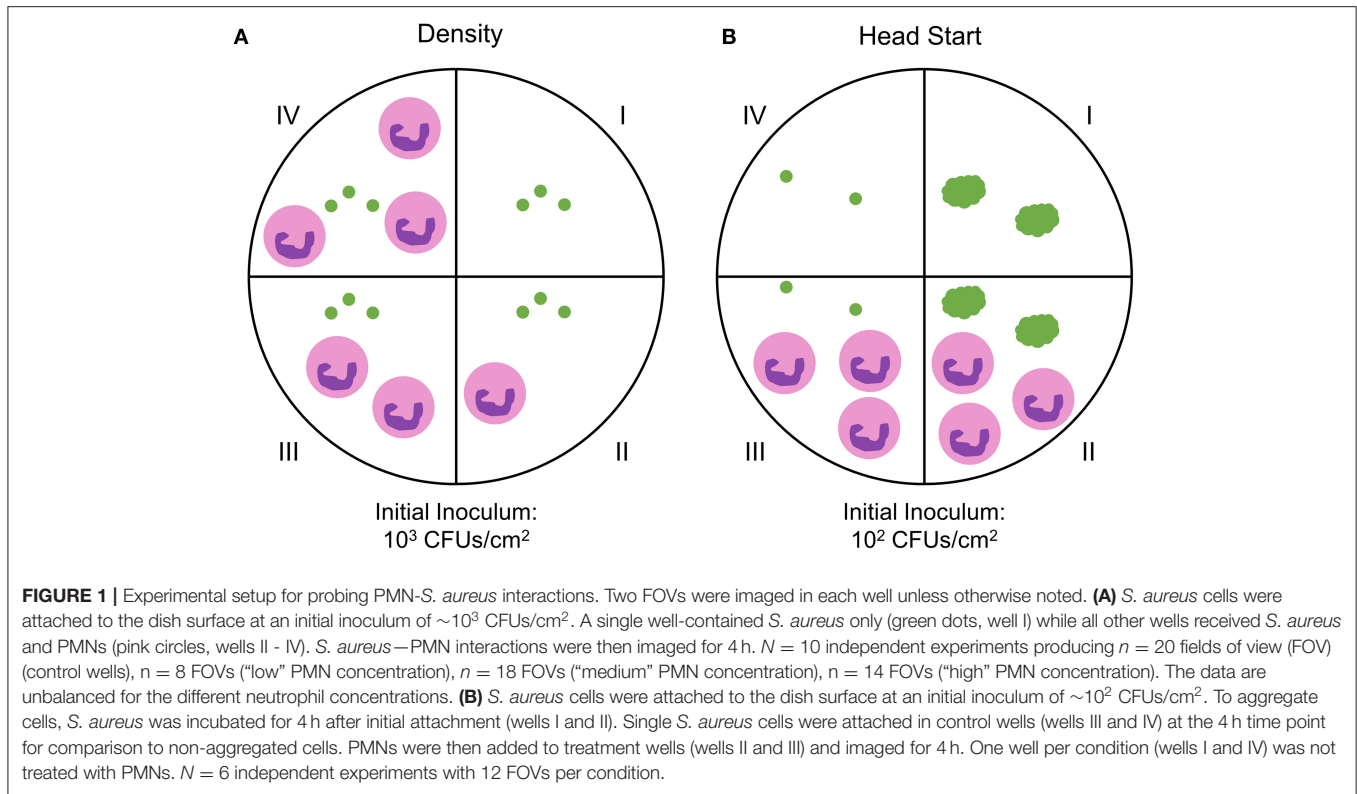 A
Density
B
Head Start
IV
I
III
II
Initial Inoculum:
10³ CFUs/cm²
IV
I
III
II
Initial Inoculum:
10² CFUs/cm²
FIGURE 1 | Experimental setup for probing PMN-S. aureus interactions. Two FOVs were imaged in each well unless otherwise noted. (A) S. aureus cells were
attached to the dish surface at an initial inoculum of ∼10³ CFUs/cm². A single well-contained S. aureus only (green dots, well I) while all other wells received S. aureus
and PMNs (pink circles, wells II - IV). S. aureus—PMN interactions were then imaged for 4 h. N = 10 independent experiments producing n = 20 fields of view (FOV)
(control wells), n = 8 FOVs (“low” PMN concentration), n = 18 FOVs (“medium” PMN concentration), n = 14 FOVs (“high” PMN concentration). The data are
unbalanced for the different neutrophil concentrations. (B) S. aureus cells were attached to the dish surface at an initial inoculum of ∼10² CFUs/cm². To aggregate
cells, S. aureus was incubated for 4 h after initial attachment (wells I and II). Single S. aureus cells were attached in control wells (wells III and IV) at the 4 h time point
for comparison to non-aggregated cells. PMNs were then added to treatment wells (wells II and III) and imaged for 4 h. One well per condition (wells I and IV) was not
treated with PMNs. N = 6 independent experiments with 12 FOVs per condition.